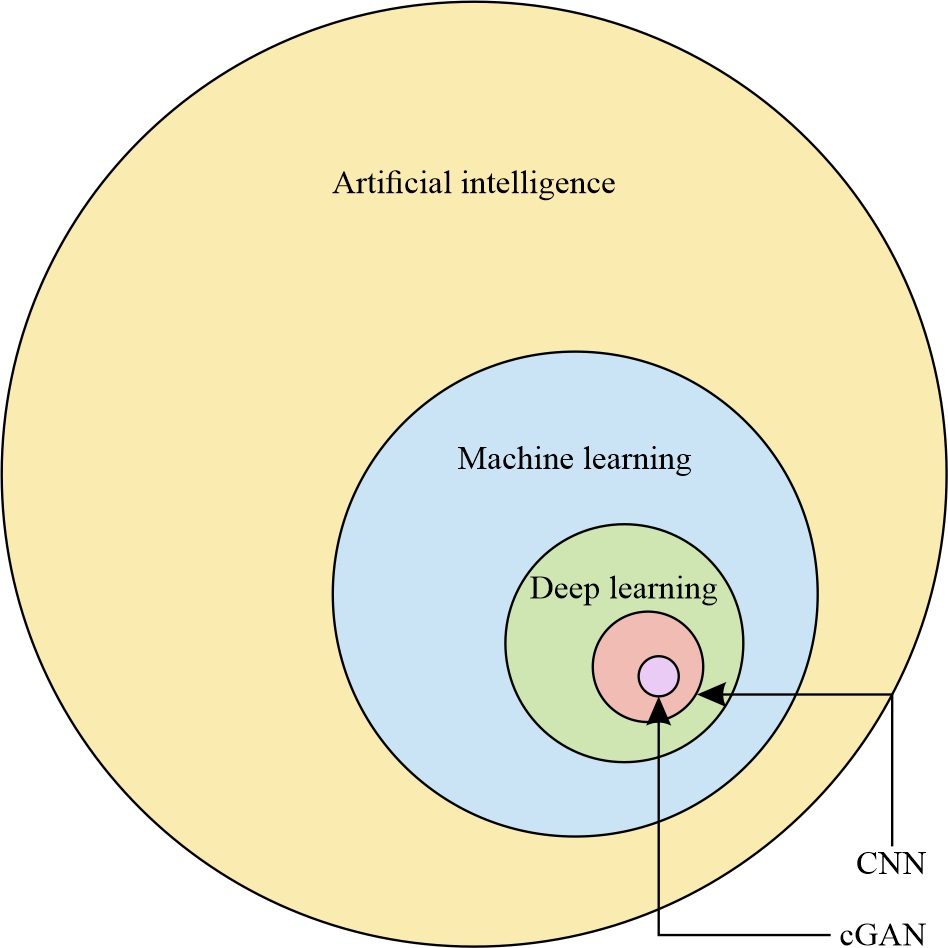 Artificial intelligence
Machine learning
Deep learning
CNN
cGAN